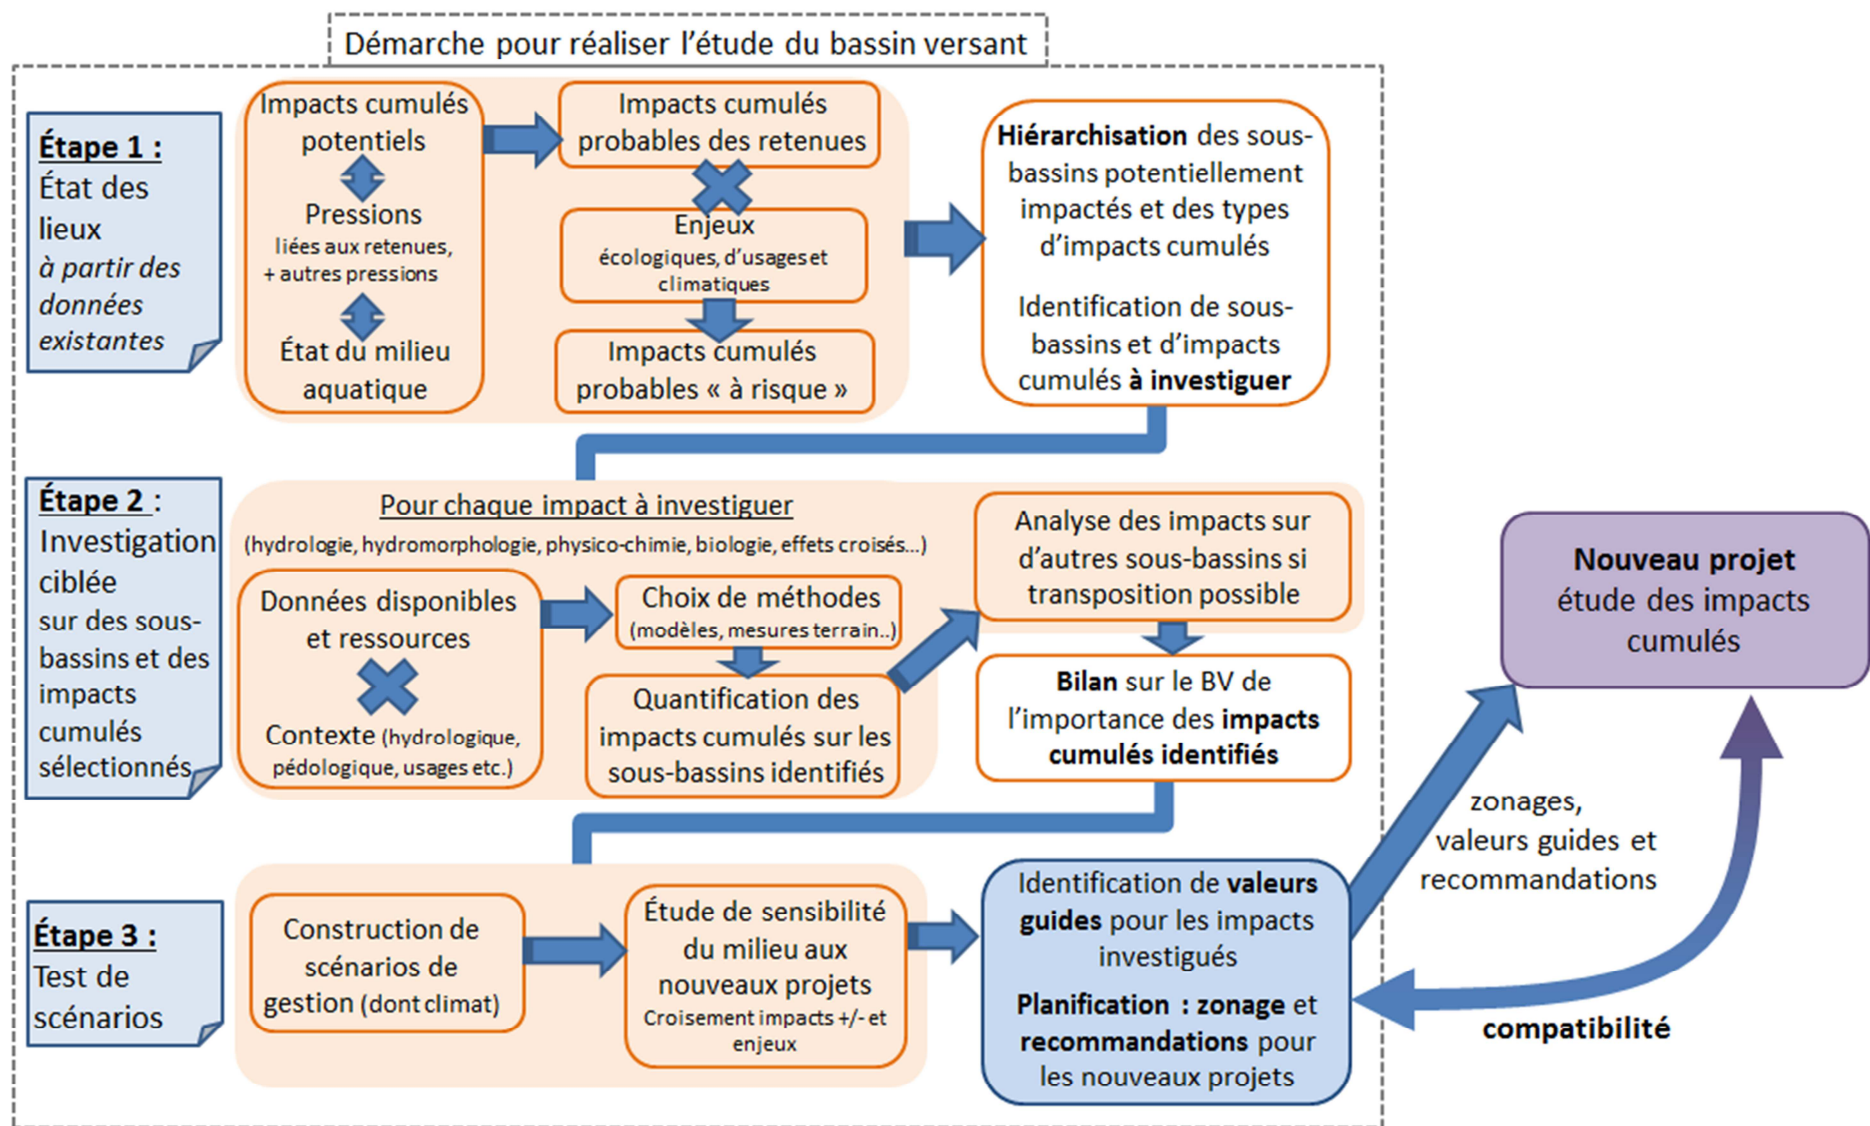 Démarche pour réaliser l’étude du bassin versant
Étape 1 :
État des
lieux
à partir des
données
existantes
Impacts cumulés
potentiels
Pressions
liées aux retenues,
+ autres pressions
État du milieu
aquatique
Impacts cumulés
probables des retenues
Enjeux
écologiques, d’usages et
climatiques
Impacts cumulés
probables « à risque »
Hiérarchisation des sous-
bassins potentiellement
impactés et des types
d’impacts cumulés
Identification de sous-
bassins et d’impacts
cumulés à investiguer
Étape 2 :
Investigation
ciblée
sur des sous-
bassins et des
impacts
cumulés
sélectionnés
Pour chaque impact à investiguer
(hydrologie, hydromorphologie, physico-chimie, biologie, effets croisés...)
Données disponibles
et ressources
Contexte (hydrologique,
pédologique, usages etc.)
Choix de méthodes
(modèles, mesures terrain..)
Quantification des
impacts cumulés sur les
sous-bassins identifiés
Analyse des impacts sur
d’autres sous-bassins si
transposition possible
Bilan sur le BV de
l’importance des impacts
cumulés identifiés
Étape 3 :
Test de
scénarios
Construction de
scénarios de
gestion (dont climat)
Étude de sensibilité
du milieu aux
nouveaux projets
Croisement impacts +/- et
enjeux
Identification de valeurs
guides pour les impacts
investigués
Planification : zonage et
recommandations pour
les nouveaux projets
Nouveau projet
étude des impacts
cumulés
zonages,
valeurs guides et
recommandations
compatibilité